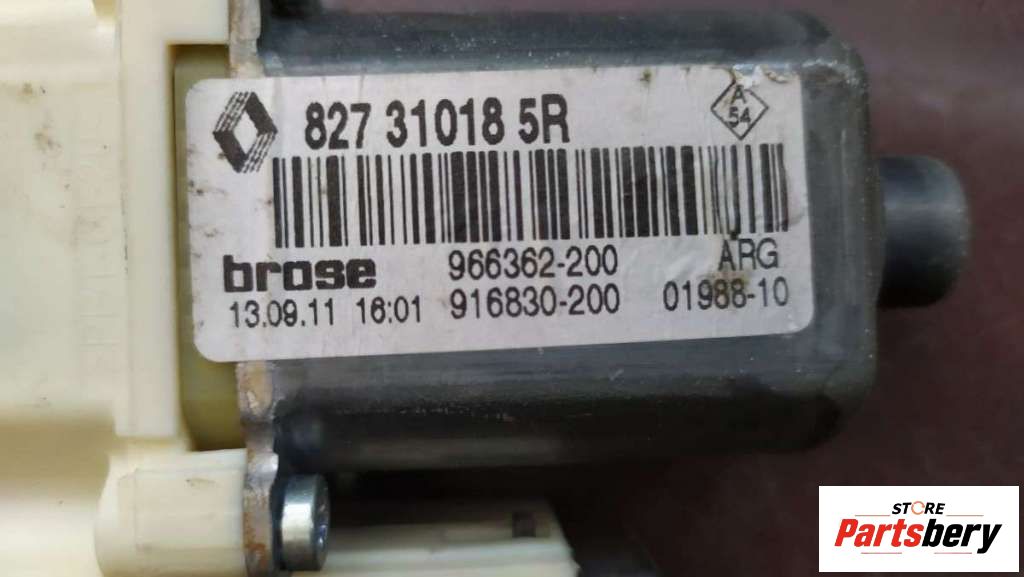 827 31018 5R
A
54
brose 966362-200 ARG
13.09.11 16:01 916830-200 01988-10
STORE
Partsbery